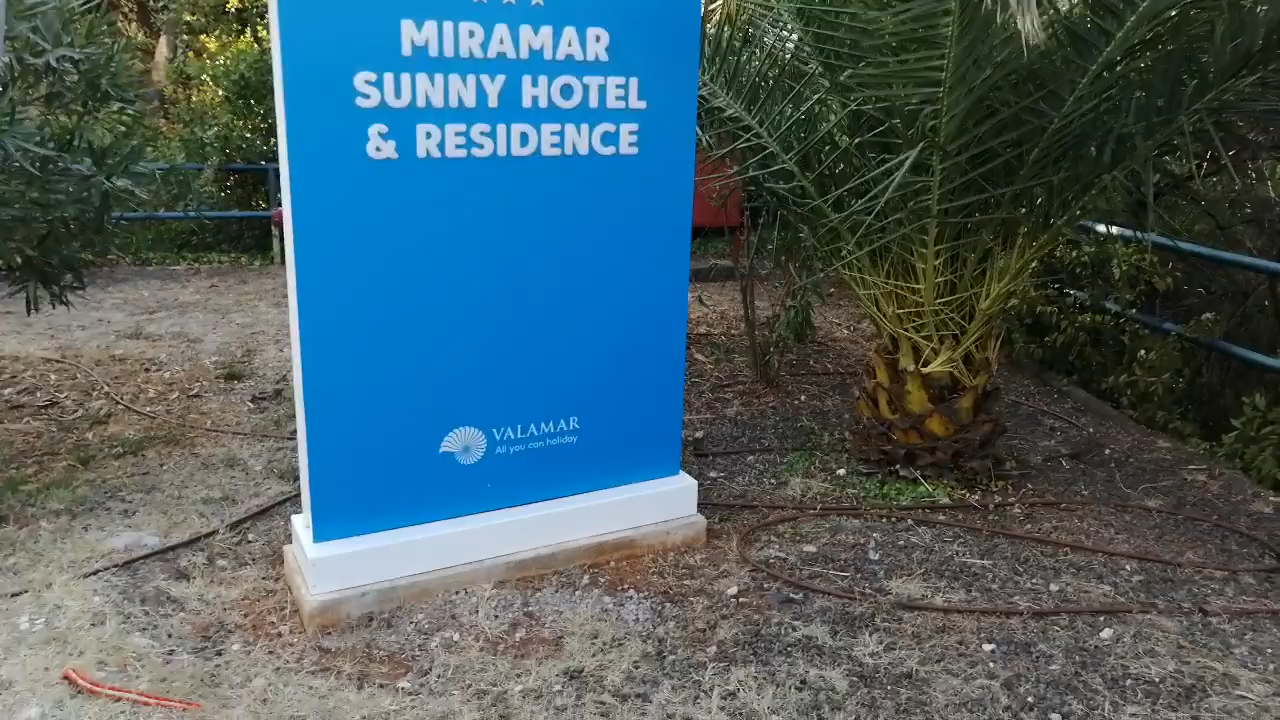 MIRAMAR
SUNNY HOTEL
& RESIDENCE
VALAMAR
All you can holiday